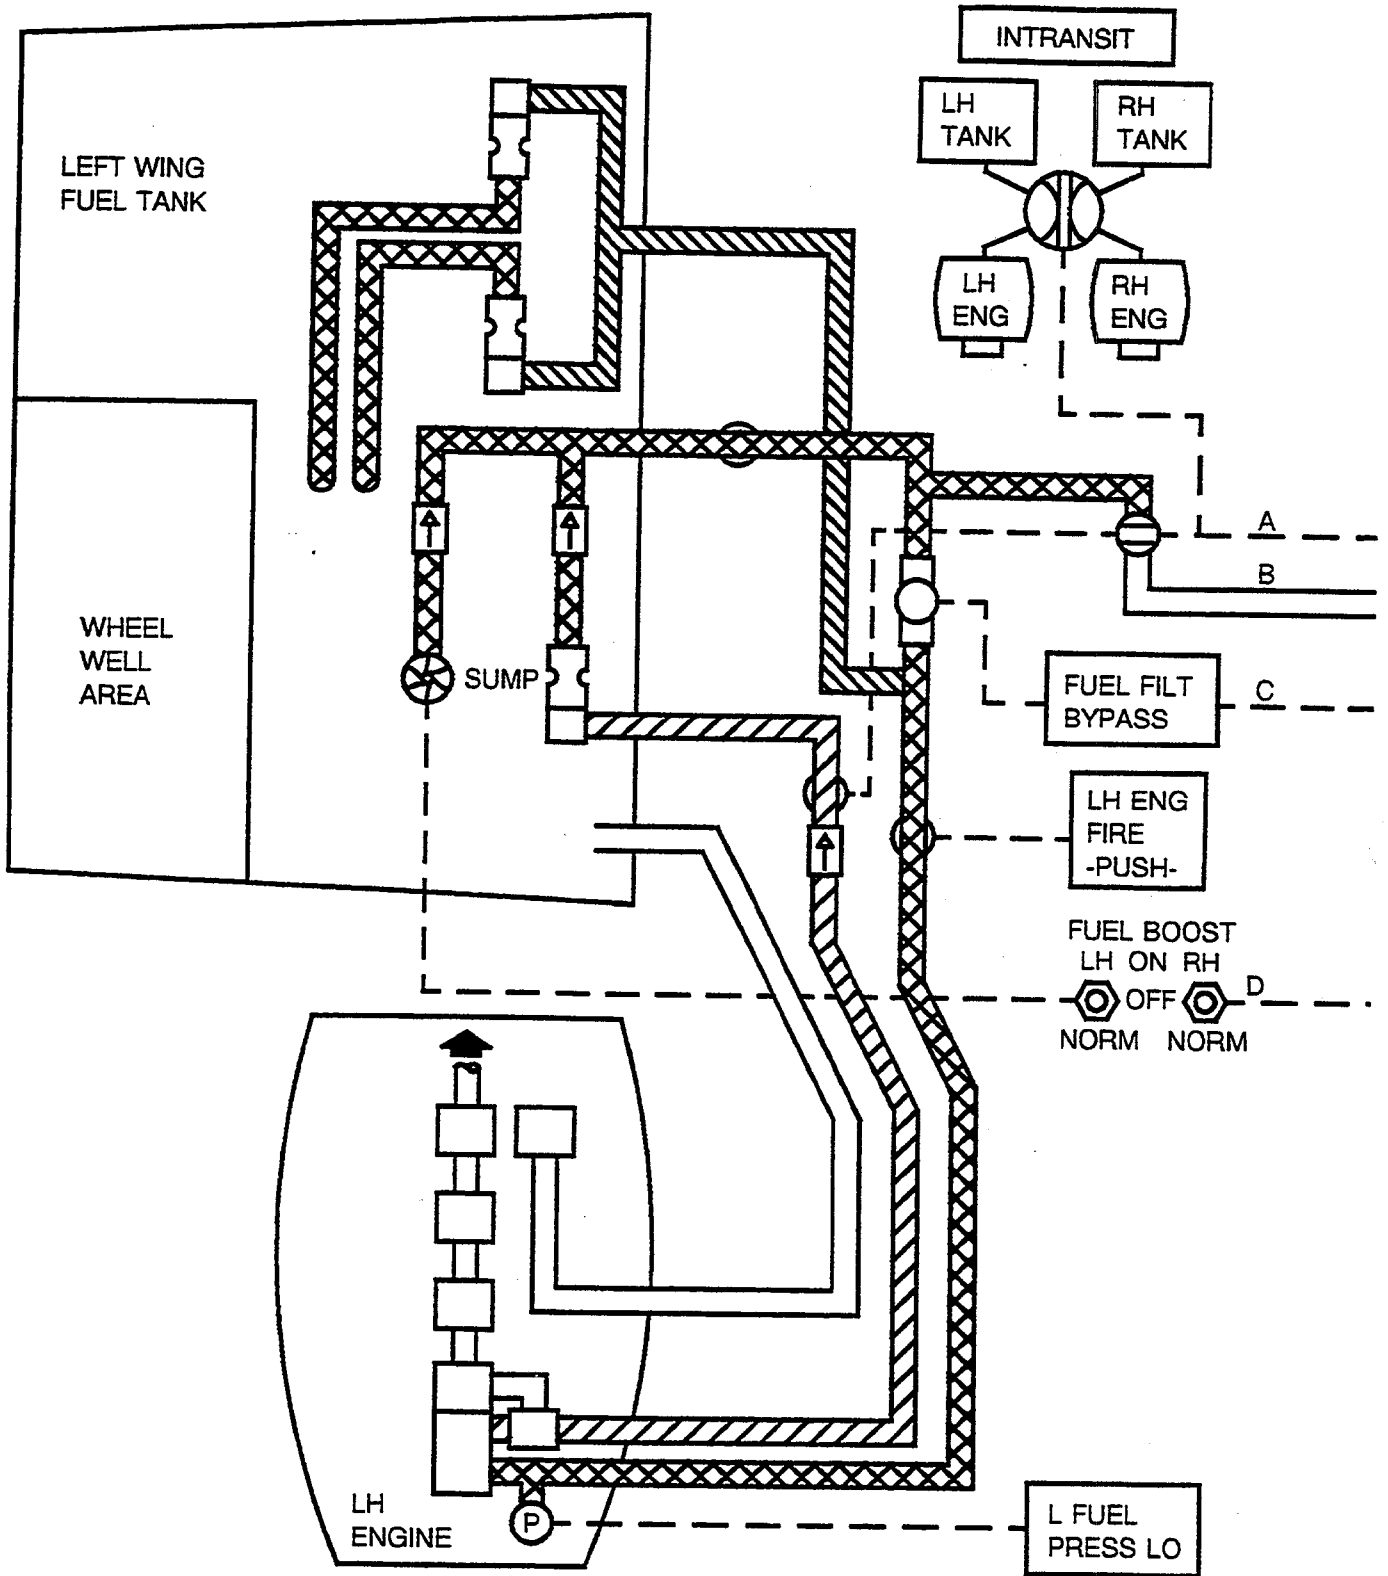 INTRANSIT
LH
TANK
RH
TANK
LEFT WING
FUEL TANK
LH
ENG
RH
ENG
A
B
WHEEL
WELL
AREA
SUMP
FUEL FILT
BYPASS
C
LH ENG
FIRE
-PUSH-
FUEL BOOST
LH ON RH
OFF
D
NORM NORM
LH
ENGINE
P
L FUEL
PRESS LO